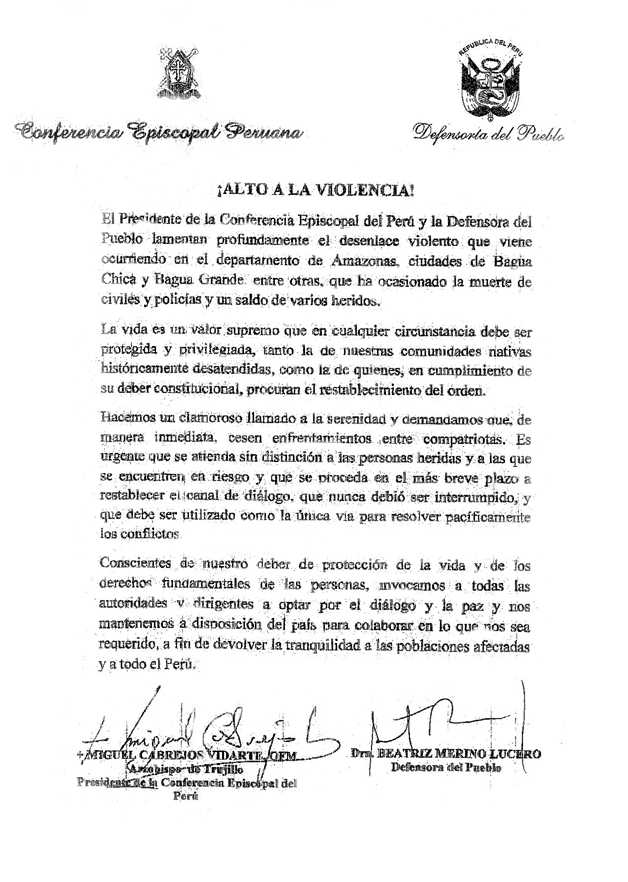 REPUBLICA DEL PERU
Conferencia Episcopal Peruana
Defensoría del Pueblo
¡ALTO A LA VIOLENCIA!
El Presidente de la Conferencia Episcopal del Perú y la Defensora del
Pueblo lamentan profundamente el desenlace violento que viene
ocurriendo en el departamento de Amazonas, ciudades de Bagua
Chica y Bagua Grande entre otras, que ha ocasionado la muerte de
civiles y policías y un saldo de varios heridos.
La vida es un valor supremo que en cualquier circunstancia debe ser
protegida y privilegiada, tanto la de nuestras comunidades nativas
históricamente desatendidas, como la de quienes, en cumplimiento de
su deber constitucional, procuran el restablecimiento del orden.
Hacemos un clamoroso llamado a la serenidad y demandamos que, de
manera inmediata, cesen enfrentamientos entre compatriotas. Es
urgente que se atienda sin distinción a las personas heridas y a las que
se encuentren en riesgo y que se proceda en el más breve plazo a
restablecer el canal de diálogo, que nunca debió ser interrumpido, y
que debe ser utilizado como la única vía para resolver pacíficamente
los conflictos
Conscientes de nuestro deber de protección de la vida y de los
derechos fundamentales de las personas, invocamos a todas las
autoridades y dirigentes a optar por el diálogo y la paz y nos
mantenemos a disposición del país para colaborar en lo que nos sea
requerido, a fin de devolver la tranquilidad a las poblaciones afectadas
y a todo el Perú.
+MIGUEL CABREJOS VIDARTE, OFM
Arzobispo de Trujillo
Presidente de la Conferencia Episcopal del
Perú
Dra. BEATRIZ MERINO LUCERO
Defensora del Pueblo